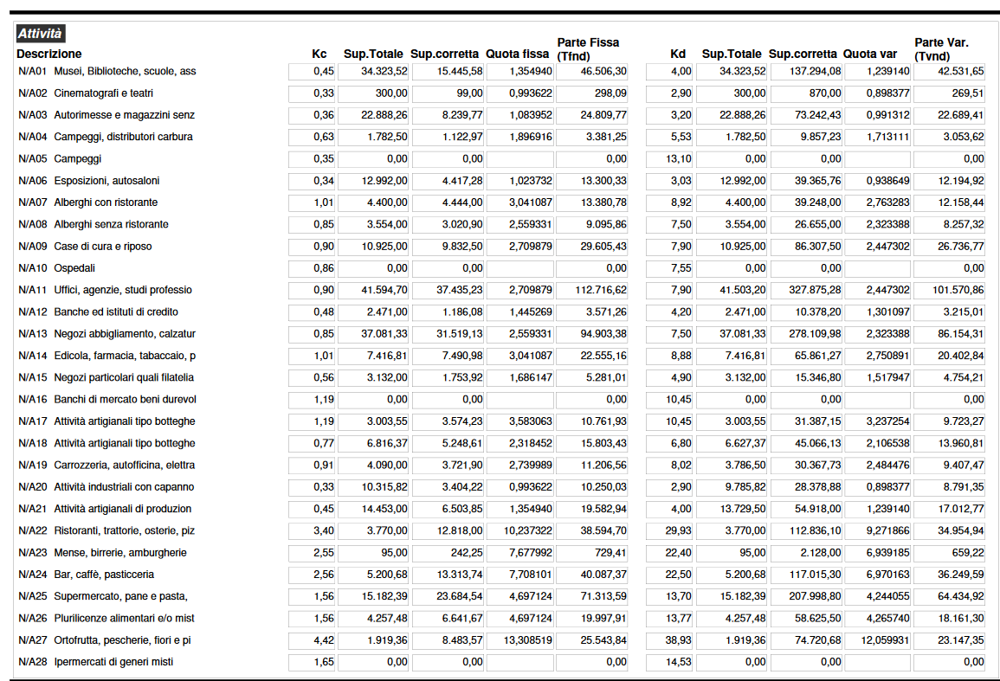 Attività
Parte Fissa Parte Var.
Descrizione Kc Sup.Totale Sup.corretta Quota fissa (Tfnd) Kd Sup.Totale Sup.corretta Quota var (Tvnd)
N/A01 Musei, Biblioteche, scuole, ass 0,45 34.323,52 15.445,58 1,354940 46.506,30 4,00 34.323,52 137.294,08 1,239140 42.531,65
N/A02 Cinematografi e teatri 0,33 300,00 99,00 0,993622 298,09 2,90 300,00 870,00 0,898377 269,51
N/A03 Autorimesse e magazzini senz 0,36 22.888,26 8.239,77 1,083952 24.809,77 3,20 22.888,26 73.242,43 0,991312 22.689,41
N/A04 Campeggi, distributori carbura 0,63 1.782,50 1.122,97 1,896916 3.381,25 5,53 1.782,50 9.857,23 1,713111 3.053,62
N/A05 Campeggi 0,35 0,00 0,00 0,00 13,10 0,00 0,00 0,00
N/A06 Esposizioni, autosaloni 0,34 12.992,00 4.417,28 1,023732 13.300,33 3,03 12.992,00 39.365,76 0,938649 12.194,92
N/A07 Alberghi con ristorante 1,01 4.400,00 4.444,00 3,041087 13.380,78 8,92 4.400,00 39.248,00 2,763283 12.158,44
N/A08 Alberghi senza ristorante 0,85 3.554,00 3.020,90 2,559331 9.095,86 7,50 3.554,00 26.655,00 2,323388 8.257,32
N/A09 Case di cura e riposo 0,90 10.925,00 9.832,50 2,709879 29.605,43 7,90 10.925,00 86.307,50 2,447302 26.736,77
N/A10 Ospedali 0,86 0,00 0,00 0,00 7,55 0,00 0,00 0,00
N/A11 Uffici, agenzie, studi professio 0,90 41.594,70 37.435,23 2,709879 112.716,62 7,90 41.503,20 327.875,28 2,447302 101.570,86
N/A12 Banche ed istituti di credito 0,48 2.471,00 1.186,08 1,445269 3.571,26 4,20 2.471,00 10.378,20 1,301097 3.215,01
N/A13 Negozi abbigliamento, calzatur 0,85 37.081,33 31.519,13 2,559331 94.903,38 7,50 37.081,33 278.109,98 2,323388 86.154,31
N/A14 Edicola, farmacia, tabaccaio, p 1,01 7.416,81 7.490,98 3,041087 22.555,16 8,88 7.416,81 65.861,27 2,750891 20.402,84
N/A15 Negozi particolari quali filatelia 0,56 3.132,00 1.753,92 1,686147 5.281,01 4,90 3.132,00 15.346,80 1,517947 4.754,21
N/A16 Banchi di mercato beni durevol 1,19 0,00 0,00 0,00 10,45 0,00 0,00 0,00
N/A17 Attività artigianali tipo botteghe 1,19 3.003,55 3.574,23 3,583063 10.761,93 10,45 3.003,55 31.387,15 3,237254 9.723,27
N/A18 Attività artigianali tipo botteghe 0,77 6.816,37 5.248,61 2,318452 15.803,43 6,80 6.627,37 45.066,13 2,106538 13.960,81
N/A19 Carrozzeria, autofficina, elettra 0,91 4.090,00 3.721,90 2,739989 11.206,56 8,02 3.786,50 30.367,73 2,484476 9.407,47
N/A20 Attività industriali con capanno 0,33 10.315,82 3.404,22 0,993622 10.250,03 2,90 9.785,82 28.378,88 0,898377 8.791,35
N/A21 Attività artigianali di produzion 0,45 14.453,00 6.503,85 1,354940 19.582,94 4,00 13.729,50 54.918,00 1,239140 17.012,77
N/A22 Ristoranti, trattorie, osterie, piz 3,40 3.770,00 12.818,00 10,237322 38.594,70 29,93 3.770,00 112.836,10 9,271866 34.954,94
N/A23 Mense, birrerie, amburgherie 2,55 95,00 242,25 7,677992 729,41 22,40 95,00 2.128,00 6,939185 659,22
N/A24 Bar, caffè, pasticceria 2,56 5.200,68 13.313,74 7,708101 40.087,37 22,50 5.200,68 117.015,30 6,970163 36.249,59
N/A25 Supermercato, pane e pasta, 1,56 15.182,39 23.684,54 4,697124 71.313,59 13,70 15.182,39 207.998,80 4,244055 64.434,92
N/A26 Plurilicenze alimentari e/o mist 1,56 4.257,48 6.641,67 4,697124 19.997,91 13,77 4.257,48 58.625,50 4,265740 18.161,30
N/A27 Ortofrutta, pescherie, fiori e pi 4,42 1.919,36 8.483,57 13,308519 25.543,84 38,93 1.919,36 74.720,68 12,059931 23.147,35
N/A28 Ipermercati di generi misti 1,65 0,00 0,00 0,00 14,53 0,00 0,00 0,00